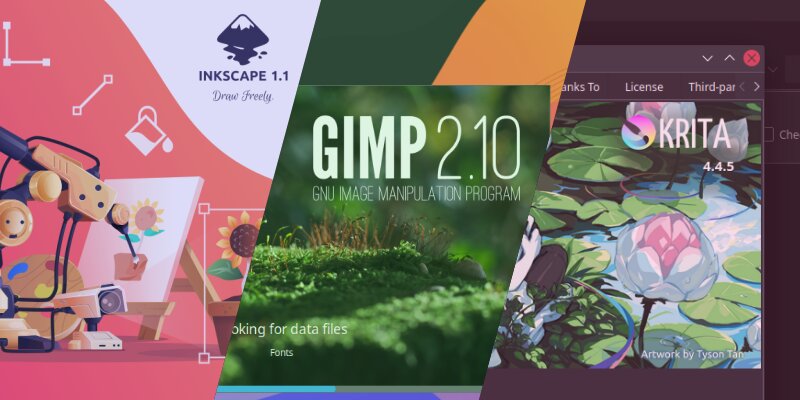 INKSCAPE 1.1
Draw Freely.
GIMP 2.10
GNU IMAGE MANIPULATION PROGRAM
oking for data files
Fonts
anks To License Third-par
KRITA
4.4.5
Artwork by Tyson Tan
Che